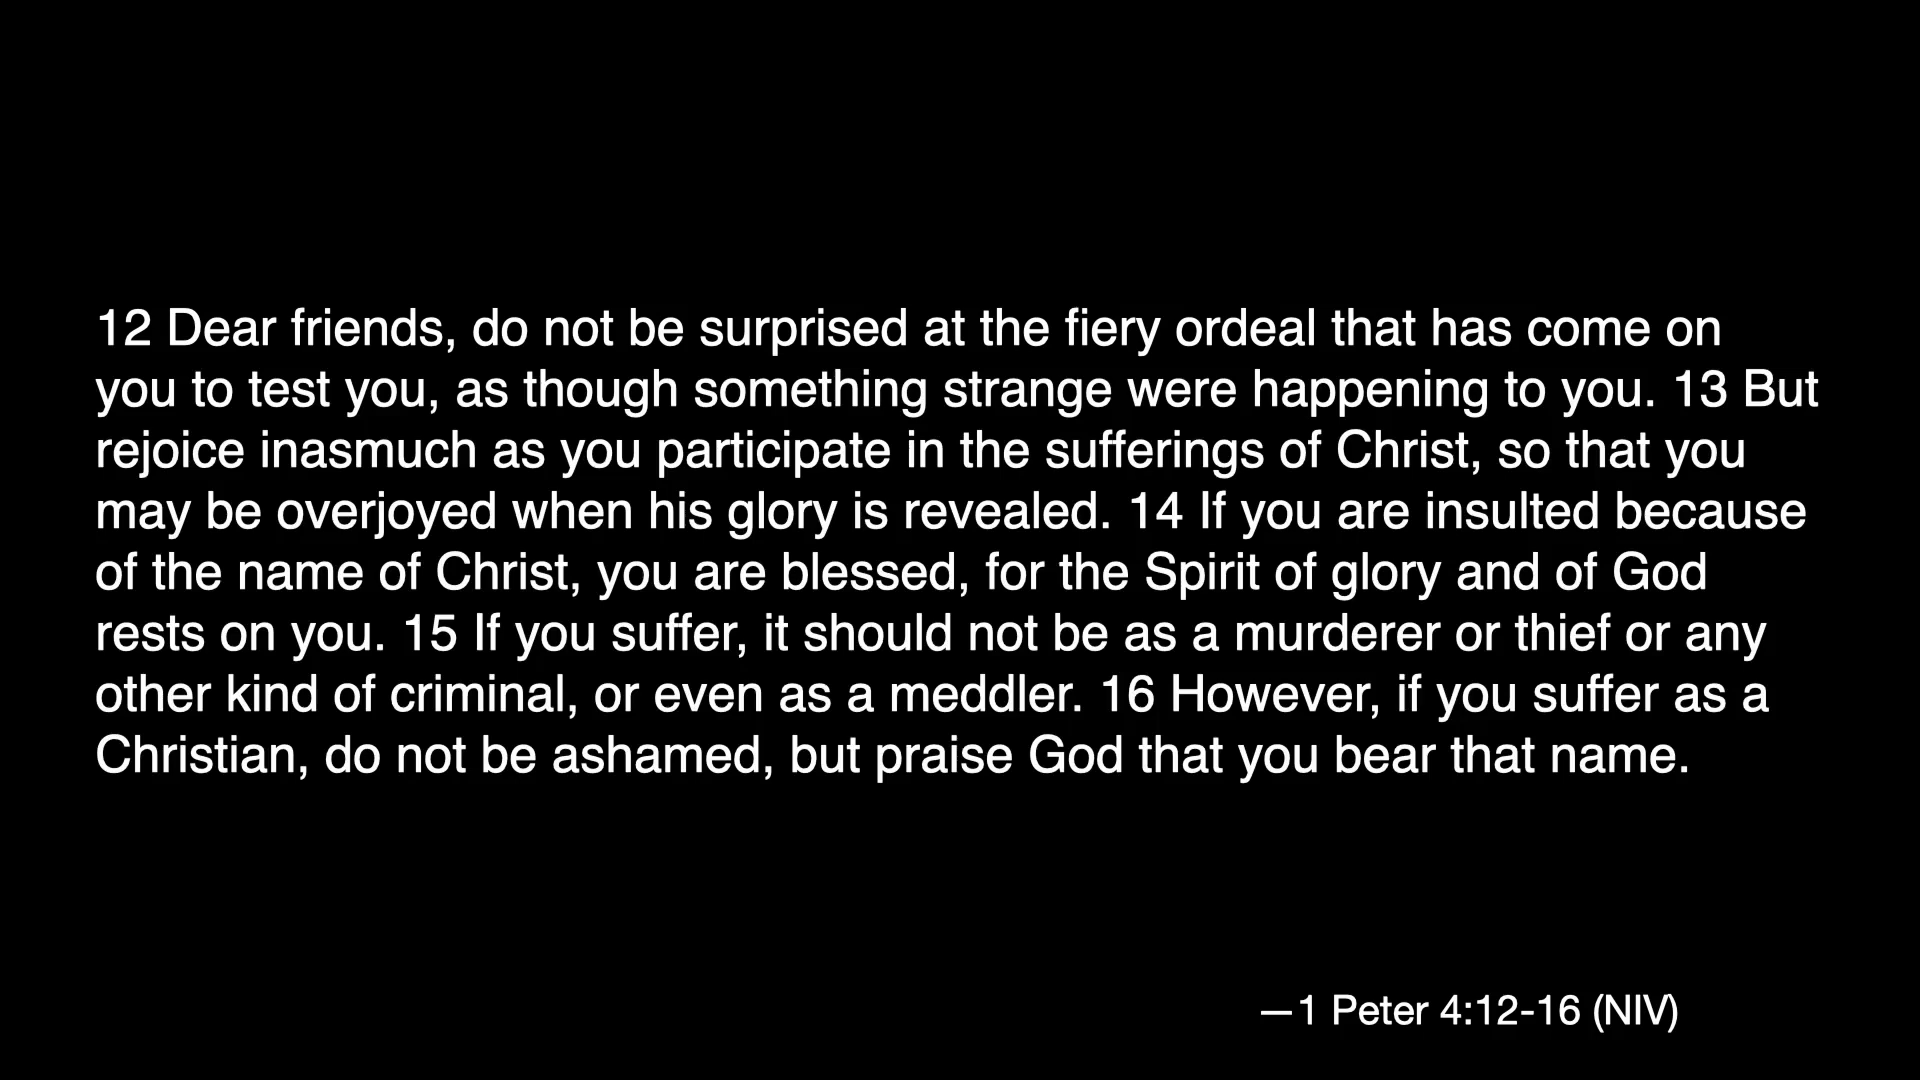 12 Dear friends, do not be surprised at the fiery ordeal that has come on
you to test you, as though something strange were happening to you. 13 But
rejoice inasmuch as you participate in the sufferings of Christ, so that you
may be overjoyed when his glory is revealed. 14 If you are insulted because
of the name of Christ, you are blessed, for the Spirit of glory and of God
rests on you. 15 If you suffer, it should not be as a murderer or thief or any
other kind of criminal, or even as a meddler. 16 However, if you suffer as a
Christian, do not be ashamed, but praise God that you bear that name.
—1 Peter 4:12-16 (NIV)